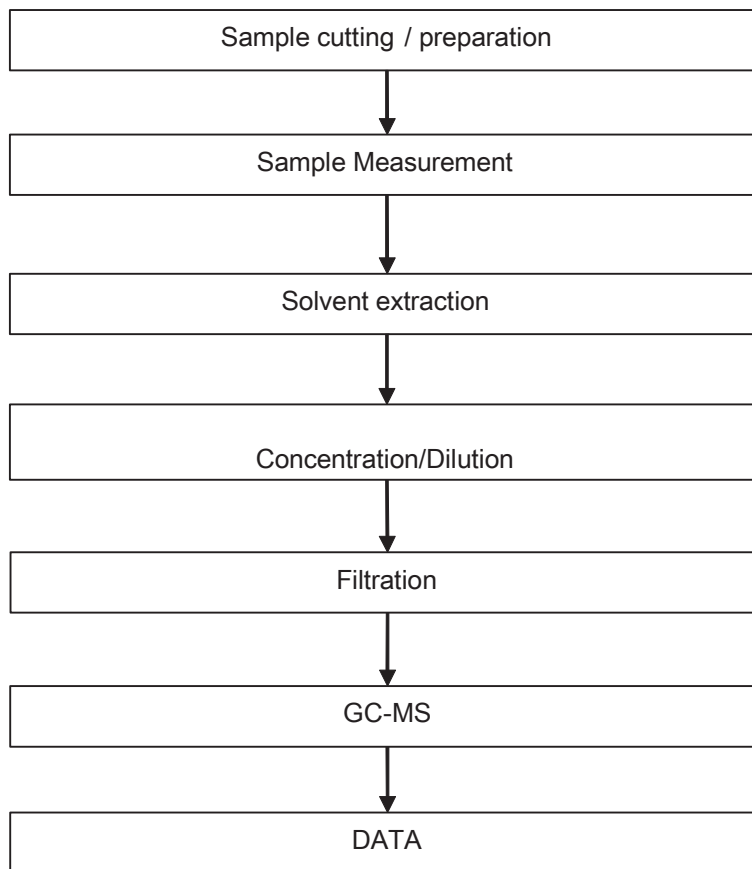 Sample cutting / preparation
Sample Measurement
Solvent extraction
Concentration/Dilution
Filtration
GC-MS
DATA